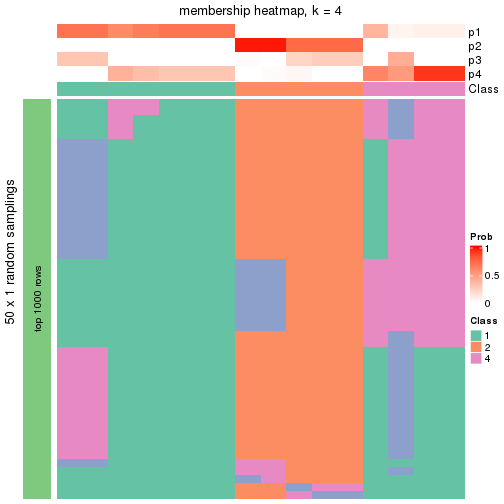 membership heatmap, k = 4
p1
p2
p3
p4
Class
50 x 1 random samplings
top 1000 rows
Prob
1
0.5
0
Class
1
2
4